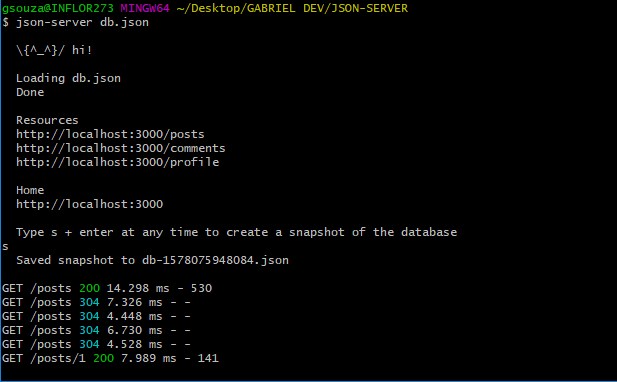 gsouza@INFLOR273 MINGW64 ~/Desktop/GABRIEL DEV/JSON-SERVER
$ json-server db.json
\{^_^}/ hi!
Loading db.json
Done
Resources
http://localhost:3000/posts
http://localhost:3000/comments
http://localhost:3000/profile
Home
http://localhost:3000
Type s + enter at any time to create a snapshot of the database
s
Saved snapshot to db-1578075948084.json
GET /posts 200 14.298 ms - 530
GET /posts 304 7.326 ms - -
GET /posts 304 4.448 ms - -
GET /posts 304 6.730 ms - -
GET /posts 304 4.528 ms - -
GET /posts/1 200 7.989 ms - 141